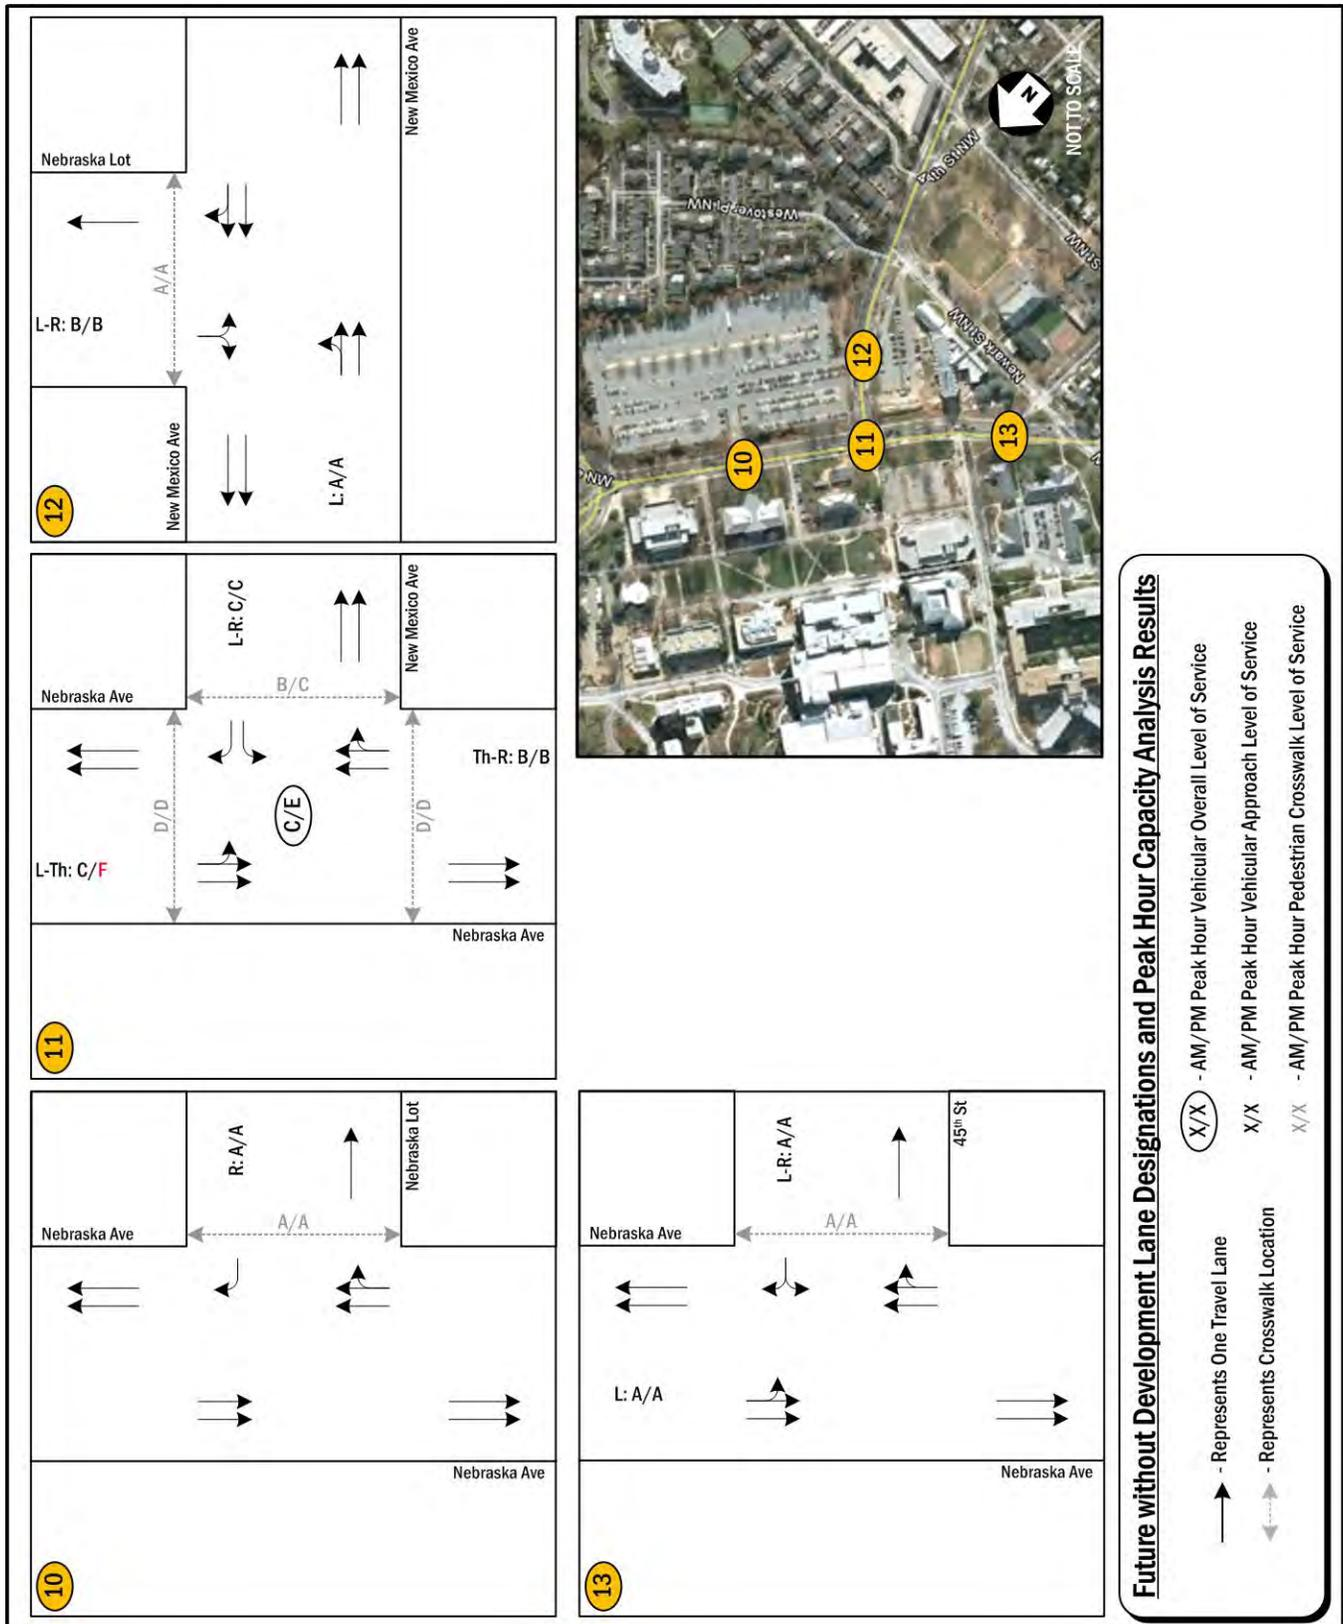 10
Nebraska Ave
R: A/A
A/A
Nebraska Lot
Nebraska Ave
11
L-Th: C/F
Nebraska Ave
D/D
L-R: C/C
B/C
C/E
New Mexico Ave
Th-R: B/B
D/D
Nebraska Ave
12
Nebraska Lot
L-R: B/B
A/A
New Mexico Ave
L: A/A
New Mexico Ave
13
Nebraska Ave
L: A/A
L-R: A/A
A/A
45th St
Nebraska Ave
10
11
12
13
Westover Pl NW
Newark St NW
St NW
N
NOT TO SCALE
Future without Development Lane Designations and Peak Hour Capacity Analysis Results
- Represents One Travel Lane
- Represents Crosswalk Location
X/X - AM/PM Peak Hour Vehicular Overall Level of Service
X/X - AM/PM Peak Hour Vehicular Approach Level of Service
X/X - AM/PM Peak Hour Pedestrian Crosswalk Level of Service